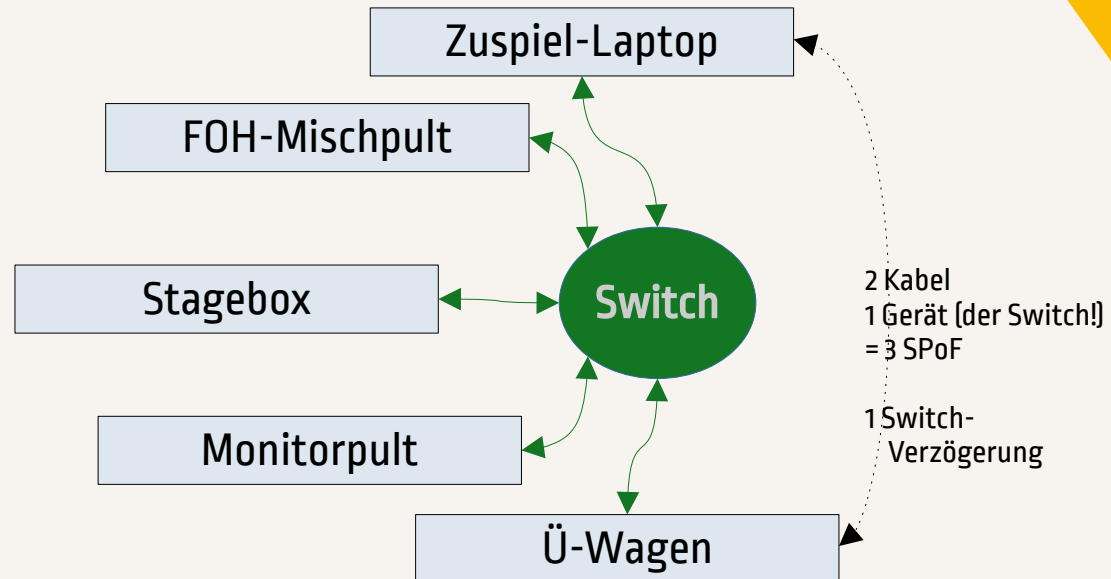 Zuspiel-Laptop
FOH-Mischpult
Stagebox
Switch
2 Kabel
1 Gerät (der Switch!)
= 3 SPoF
1 Switch-
Verzögerung
Monitorpult
Ü-Wagen